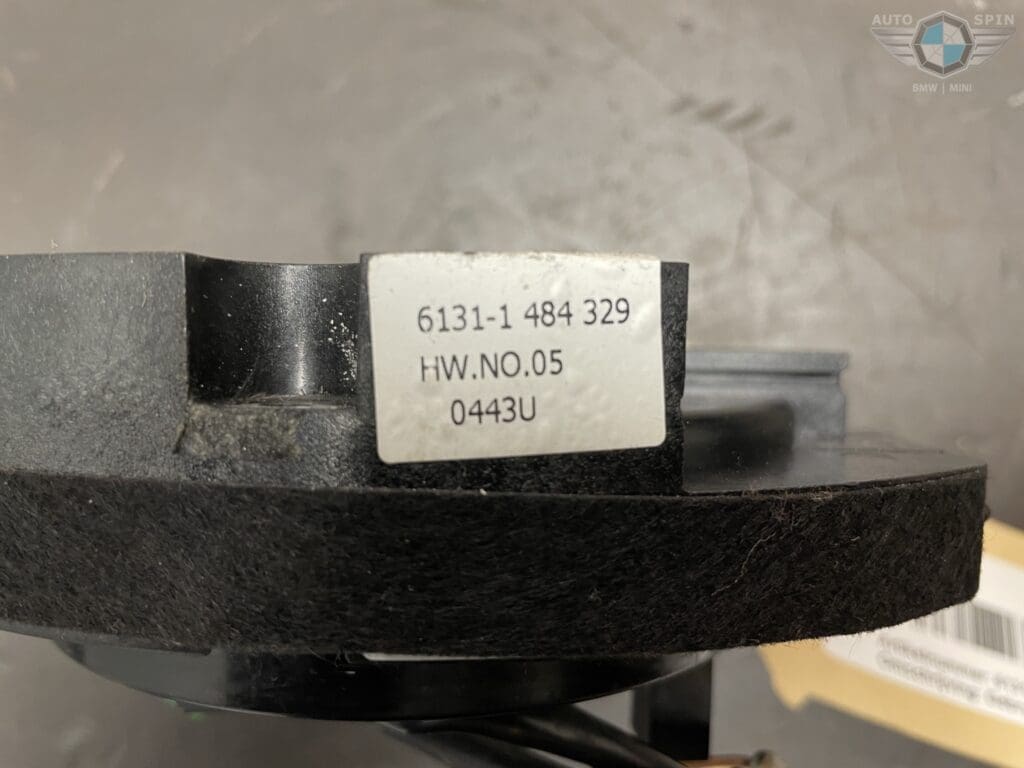 AUTO SPIN
BMW | MINI
6131-1 484 329
HW.NO.05
0443U